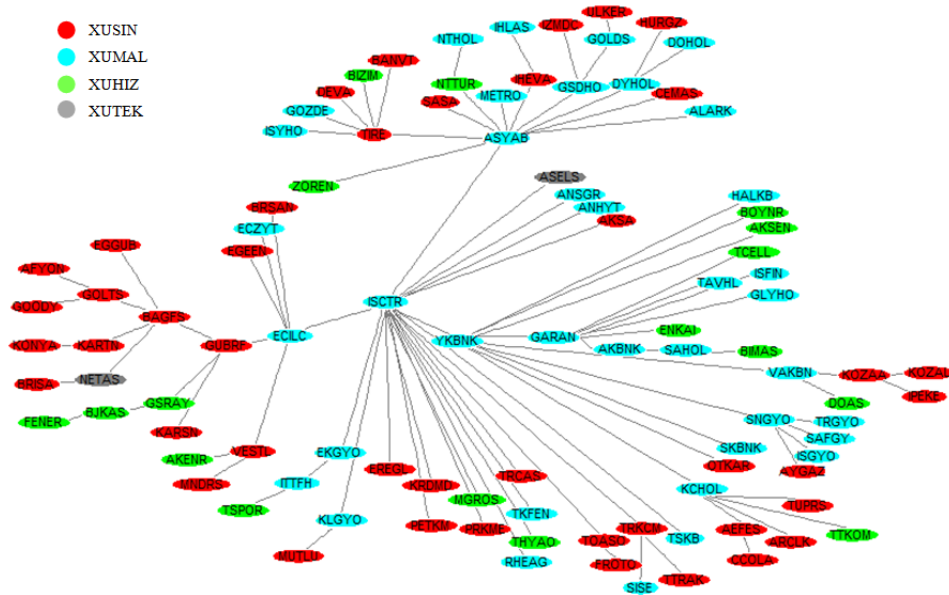 XUSIN
XUMAL
XUHIZ
XUTEK
ULKER
IHLAS
IZMDC
HURGZ
NTHOL
GOLDS
DOHOL
BANVT
BIZIM
IHEVA
DEVA
NTTUR
GSDHO
DYHOL
METRO
CEMAS
SASA
GOZDE
ALARK
ISYHO
TIRE
ASYAB
ASELS
ZOREN
ANSGR
HALKB
BRSAN
ANHYT
BOYNR
ECZYT
AKSA
AKSEN
EGGUB
EGEEN
TCELL
AFYON
ISFIN
TAVHL
GOLTS
GLYHO
GOODY
ISCTR
BAGFS
ENKAI
ECILC
YKBNK
GARAN
KONYA
KARTN
GUBRF
AKBNK
SAHOL
BIMAS
VAKBN
KOZAA
KOZAL
BRISA
NETAS
IPEKE
GSRAY
DOAS
BJKAS
FENER
SNGYO
TRGYO
KARSN
SAFGY
VESTL
EKGYO
SKBNK
ISGYO
AKENR
EREGL
OTKAR
AYGAZ
MNDRS
ITTFH
KRDMD
TRCAS
KCHOL
MGROS
TSPOR
TKFEN
TUPRS
KLGYO
PETKM
PRKME
TRKCM
AEFES
TTKOM
THYAO
TOASO
TSKB
ARCLK
MUTLU
RHEAG
FROTO
CCOLA
TTRAK
SISE